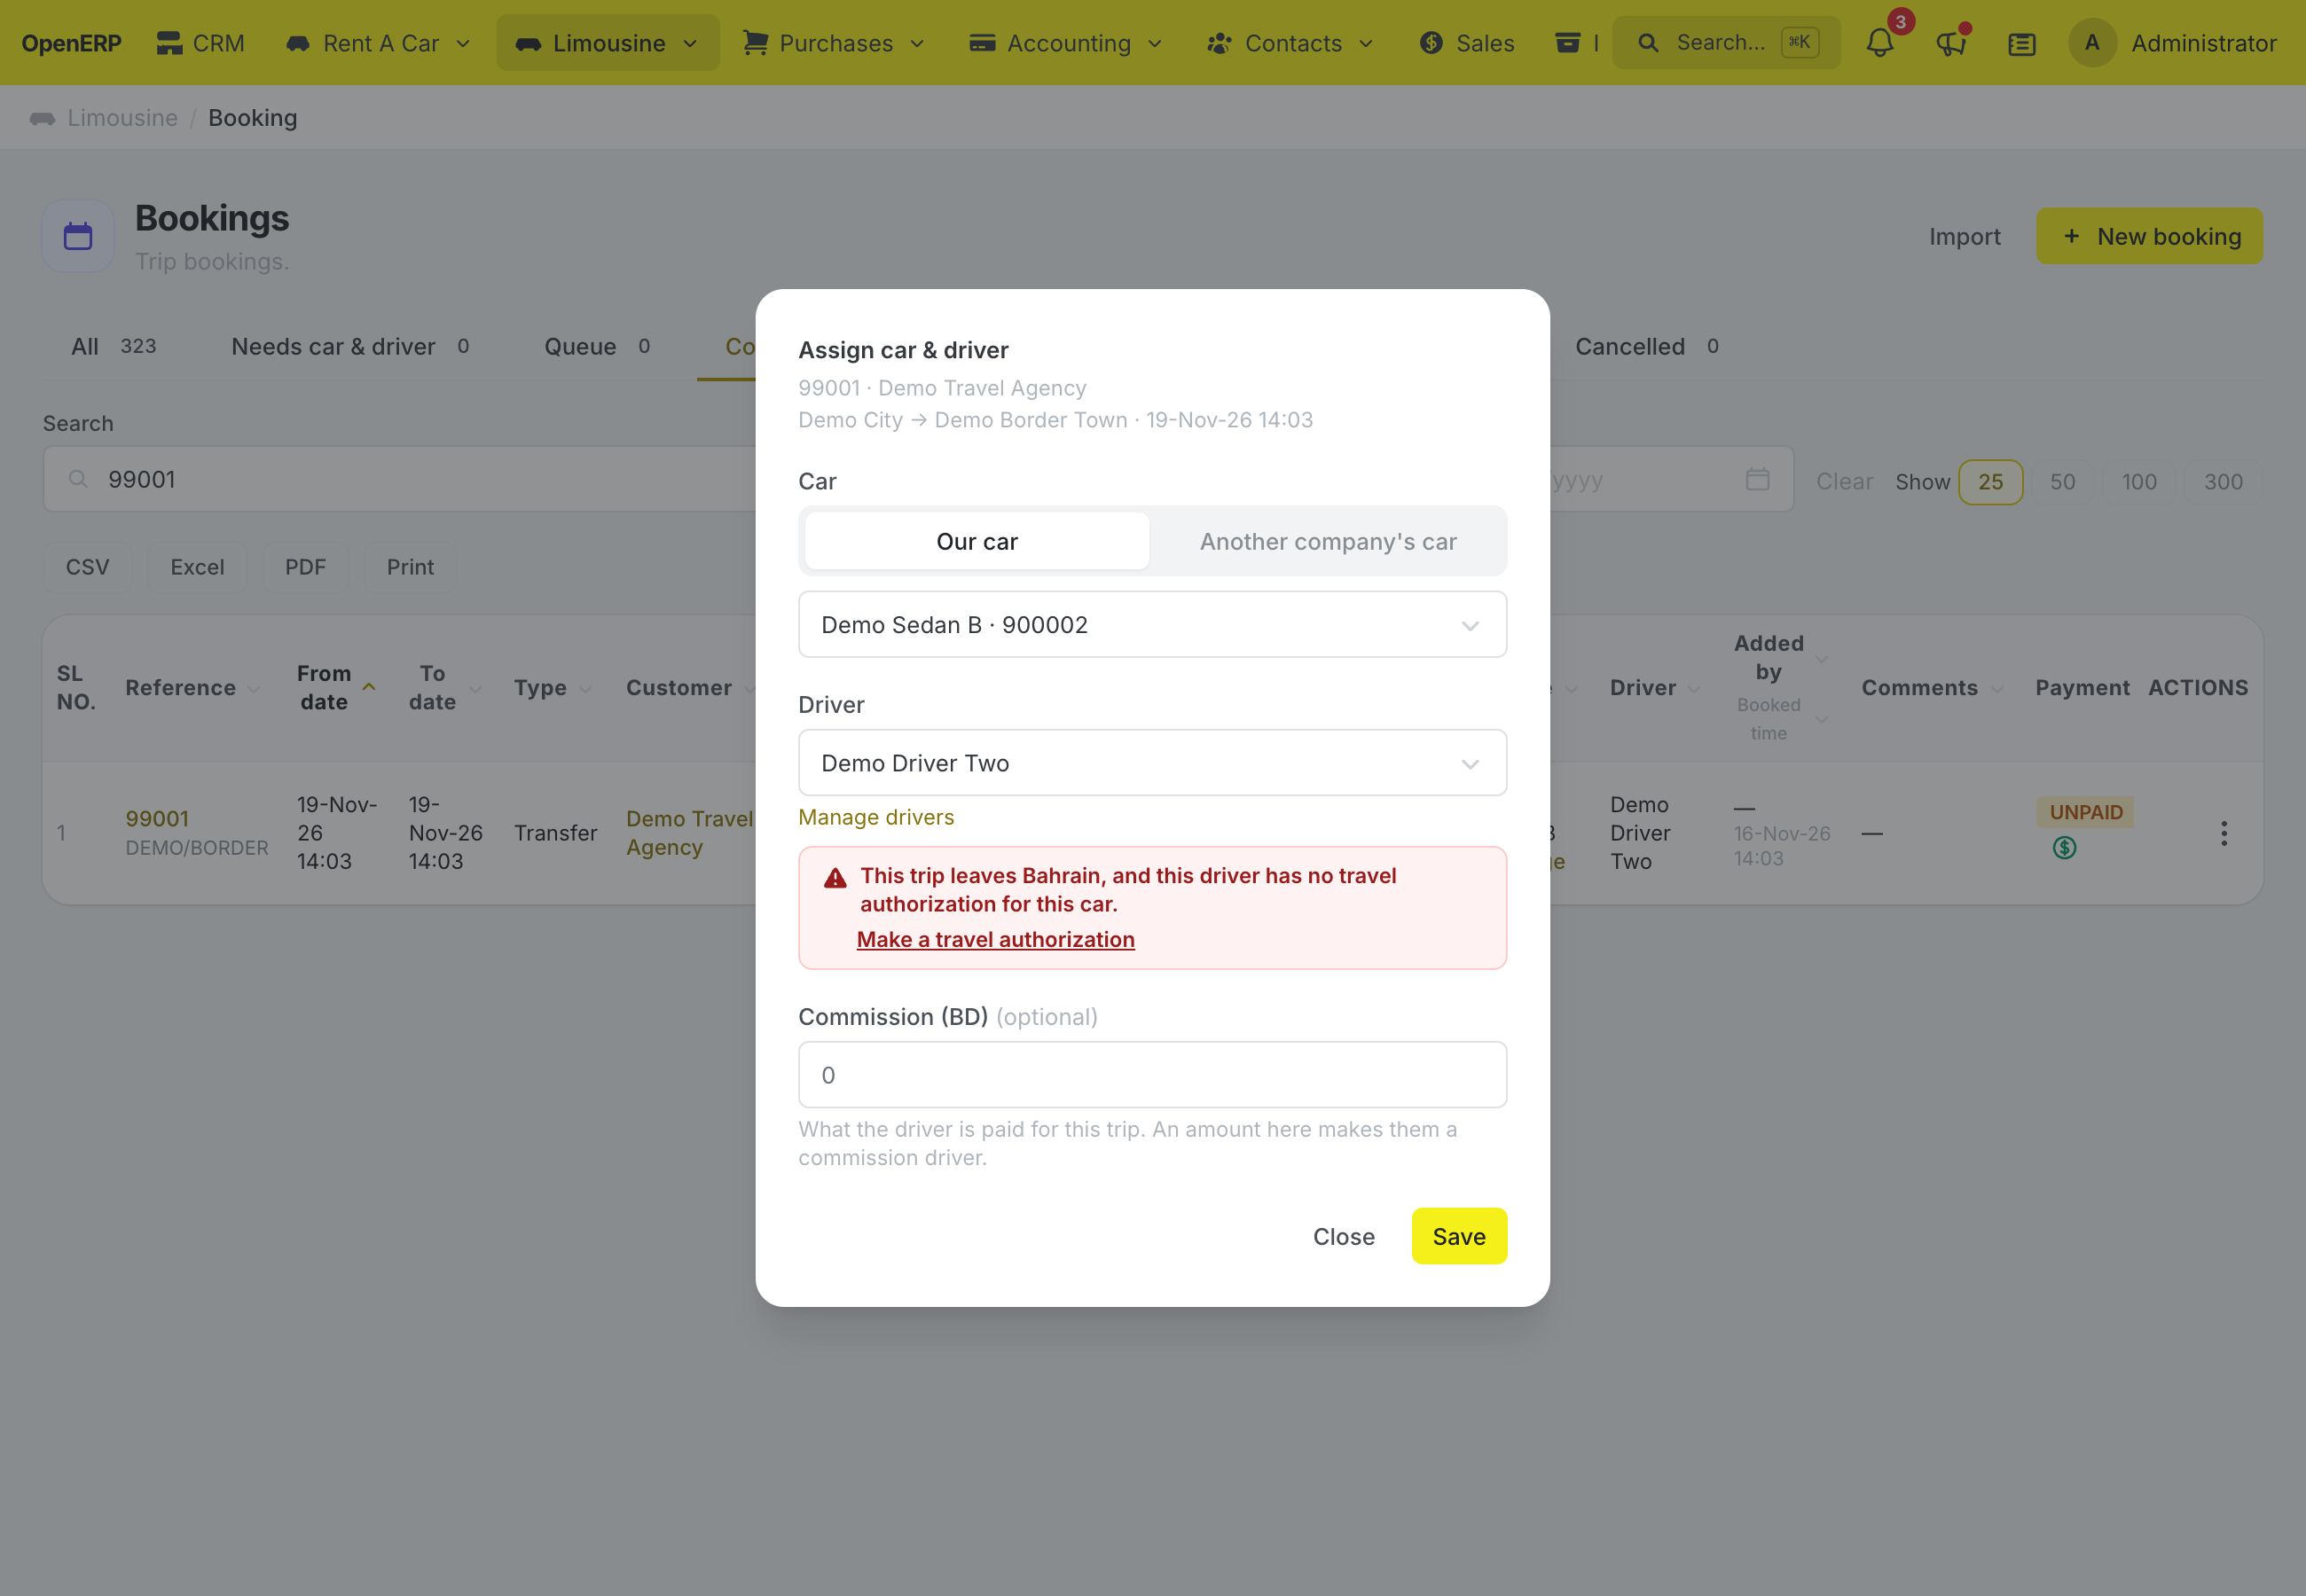 OpenERP CRM Rent A Car Limousine Purchases Accounting Contacts Sales Search... ⌘K 3 A Administrator
Limousine / Booking
Bookings
Trip bookings.
Import
+ New booking
All 323 Needs car & driver 0 Queue 0 Co Cancelled 0
Search
99001
yyyy
Clear Show 25 50 100 300
CSV Excel PDF Print
SL NO.
Reference
From date
To date
Type
Customer
Driver
Added by
Booked time
Comments
Payment
ACTIONS
1
99001
DEMO/BORDER
19-Nov-
26
14:03
19-
Nov-26
14:03
Transfer
Demo Travel
Agency
Demo
Driver
Two
—
16-Nov-26
14:03
—
UNPAID
Assign car & driver
99001 · Demo Travel Agency
Demo City → Demo Border Town · 19-Nov-26 14:03
Car
Our car
Another company's car
Demo Sedan B · 900002
Driver
Demo Driver Two
Manage drivers
This trip leaves Bahrain, and this driver has no travel
authorization for this car.
Make a travel authorization
Commission (BD) (optional)
0
What the driver is paid for this trip. An amount here makes them a
commission driver.
Close
Save